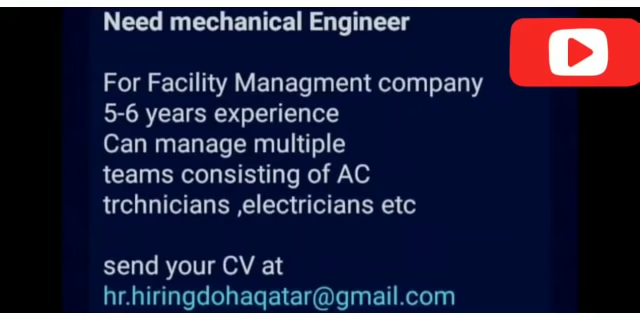 Need mechanical Engineer
For Facility Managment company
5-6 years experience
Can manage multiple
teams consisting of AC
trchnicians ,electricians etc
send your CV at
hr.hiringdohaqatar@gmail.com